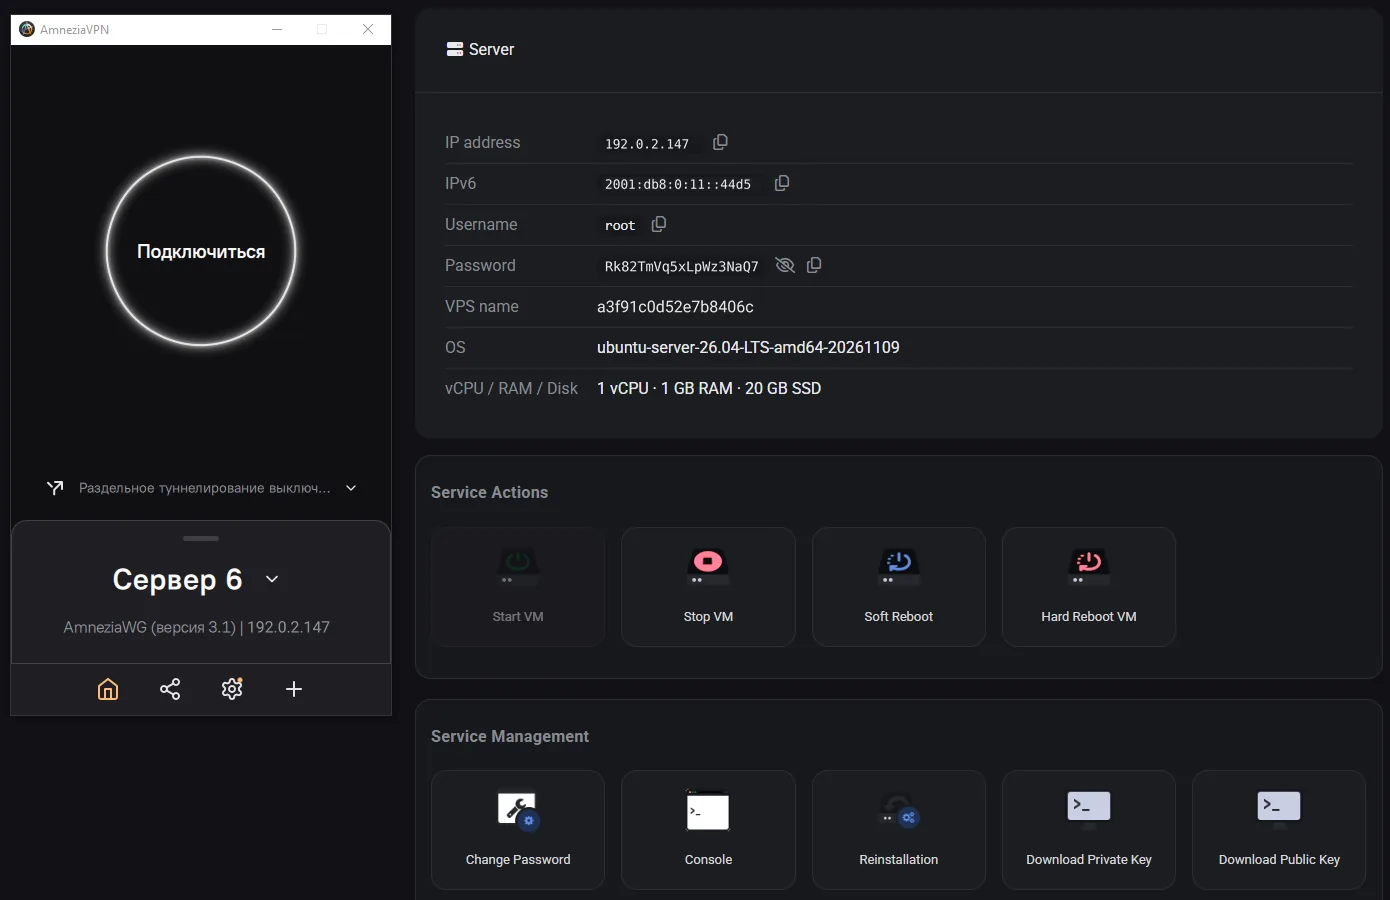 AmneziaVPN
Подключиться
Раздельное туннелирование выключ...
Сервер 6
AmneziaWG (версия 3.1) | 192.0.2.147
Server
IP address 192.0.2.147
IPv6 2001:db8:0:11::44d5
Username root
Password Rk82TmVq5xLpWz3NaQ7
VPS name a3f91c0d52e7b8406c
OS ubuntu-server-26.04-LTS-amd64-20261109
vCPU / RAM / Disk 1 vCPU · 1 GB RAM · 20 GB SSD
Service Actions
Start VM
Stop VM
Soft Reboot
Hard Reboot VM
Service Management
Change Password
Console
Reinstallation
Download Private Key
Download Public Key